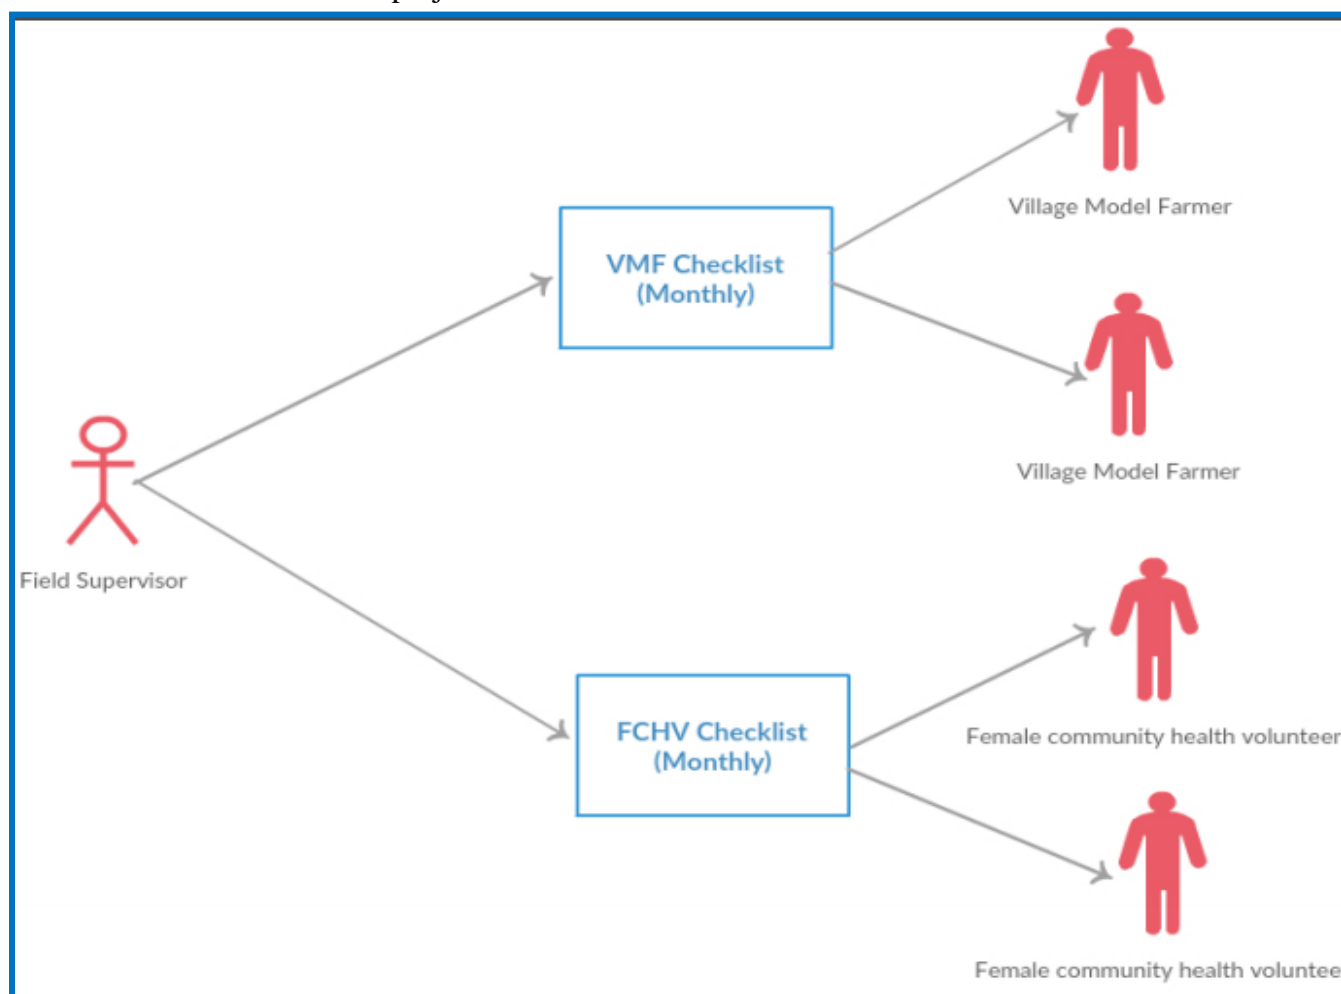 Village Model Farmer
VMF Checklist
(Monthly)
Village Model Farmer
Field Supervisor
FCHV Checklist
(Monthly)
Female community health volunteer
Female community health voluntee